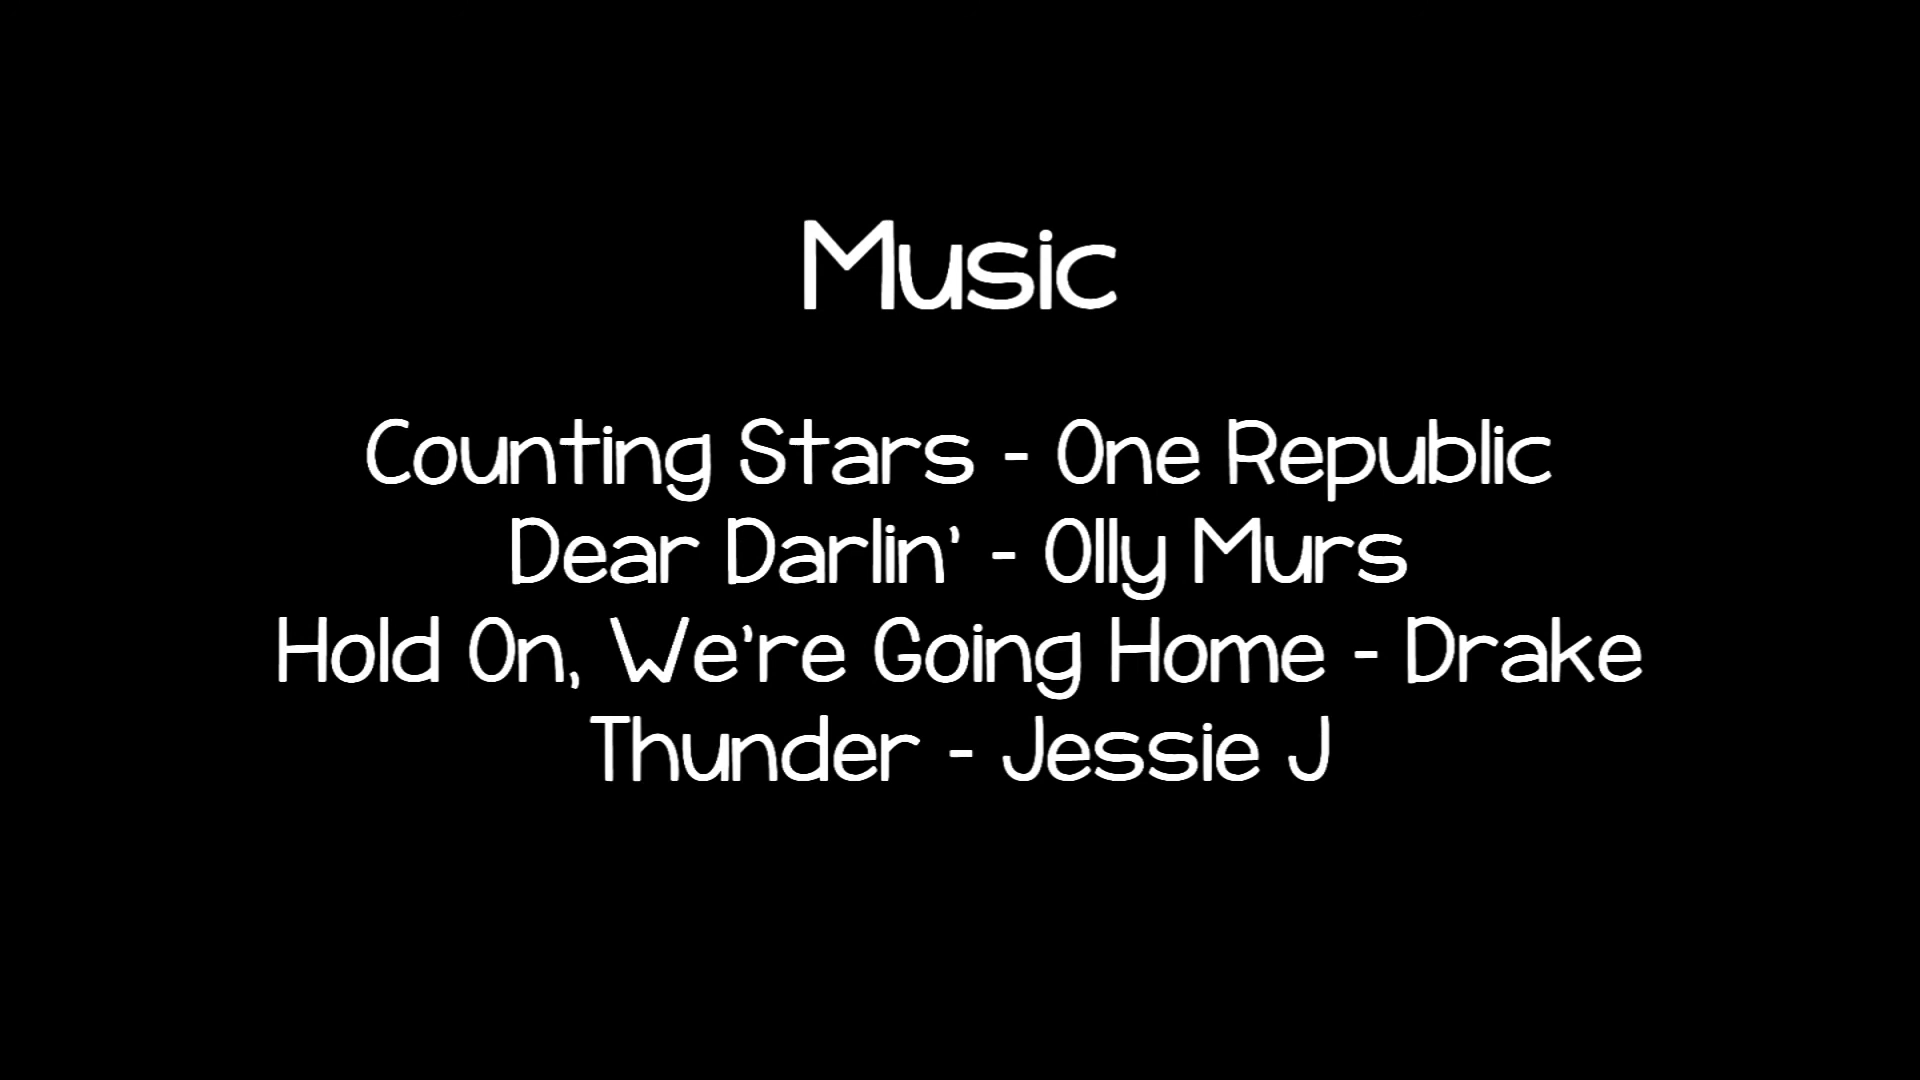 Music
Counting Stars - One Republic
Dear Darlin' - Olly Murs
Hold On, We're Going Home - Drake
Thunder - Jessie J